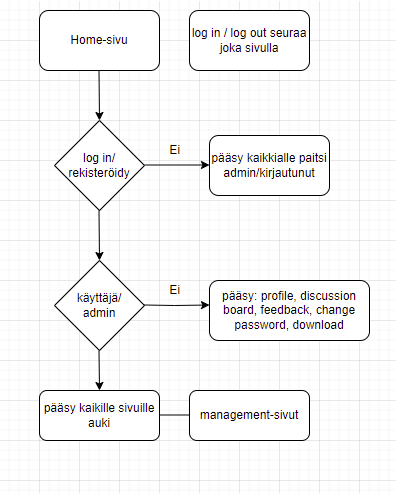 Home-sivu
log in / log out seuraa
joka sivulla
log in/
rekisteröidy
Ei
pääsy kaikkialle paitsi
admin/kirjautunut
käyttäjä/
admin
Ei
pääsy: profile, discussion
board, feedback, change
password, download
pääsy kaikille sivuille
auki
management-sivut